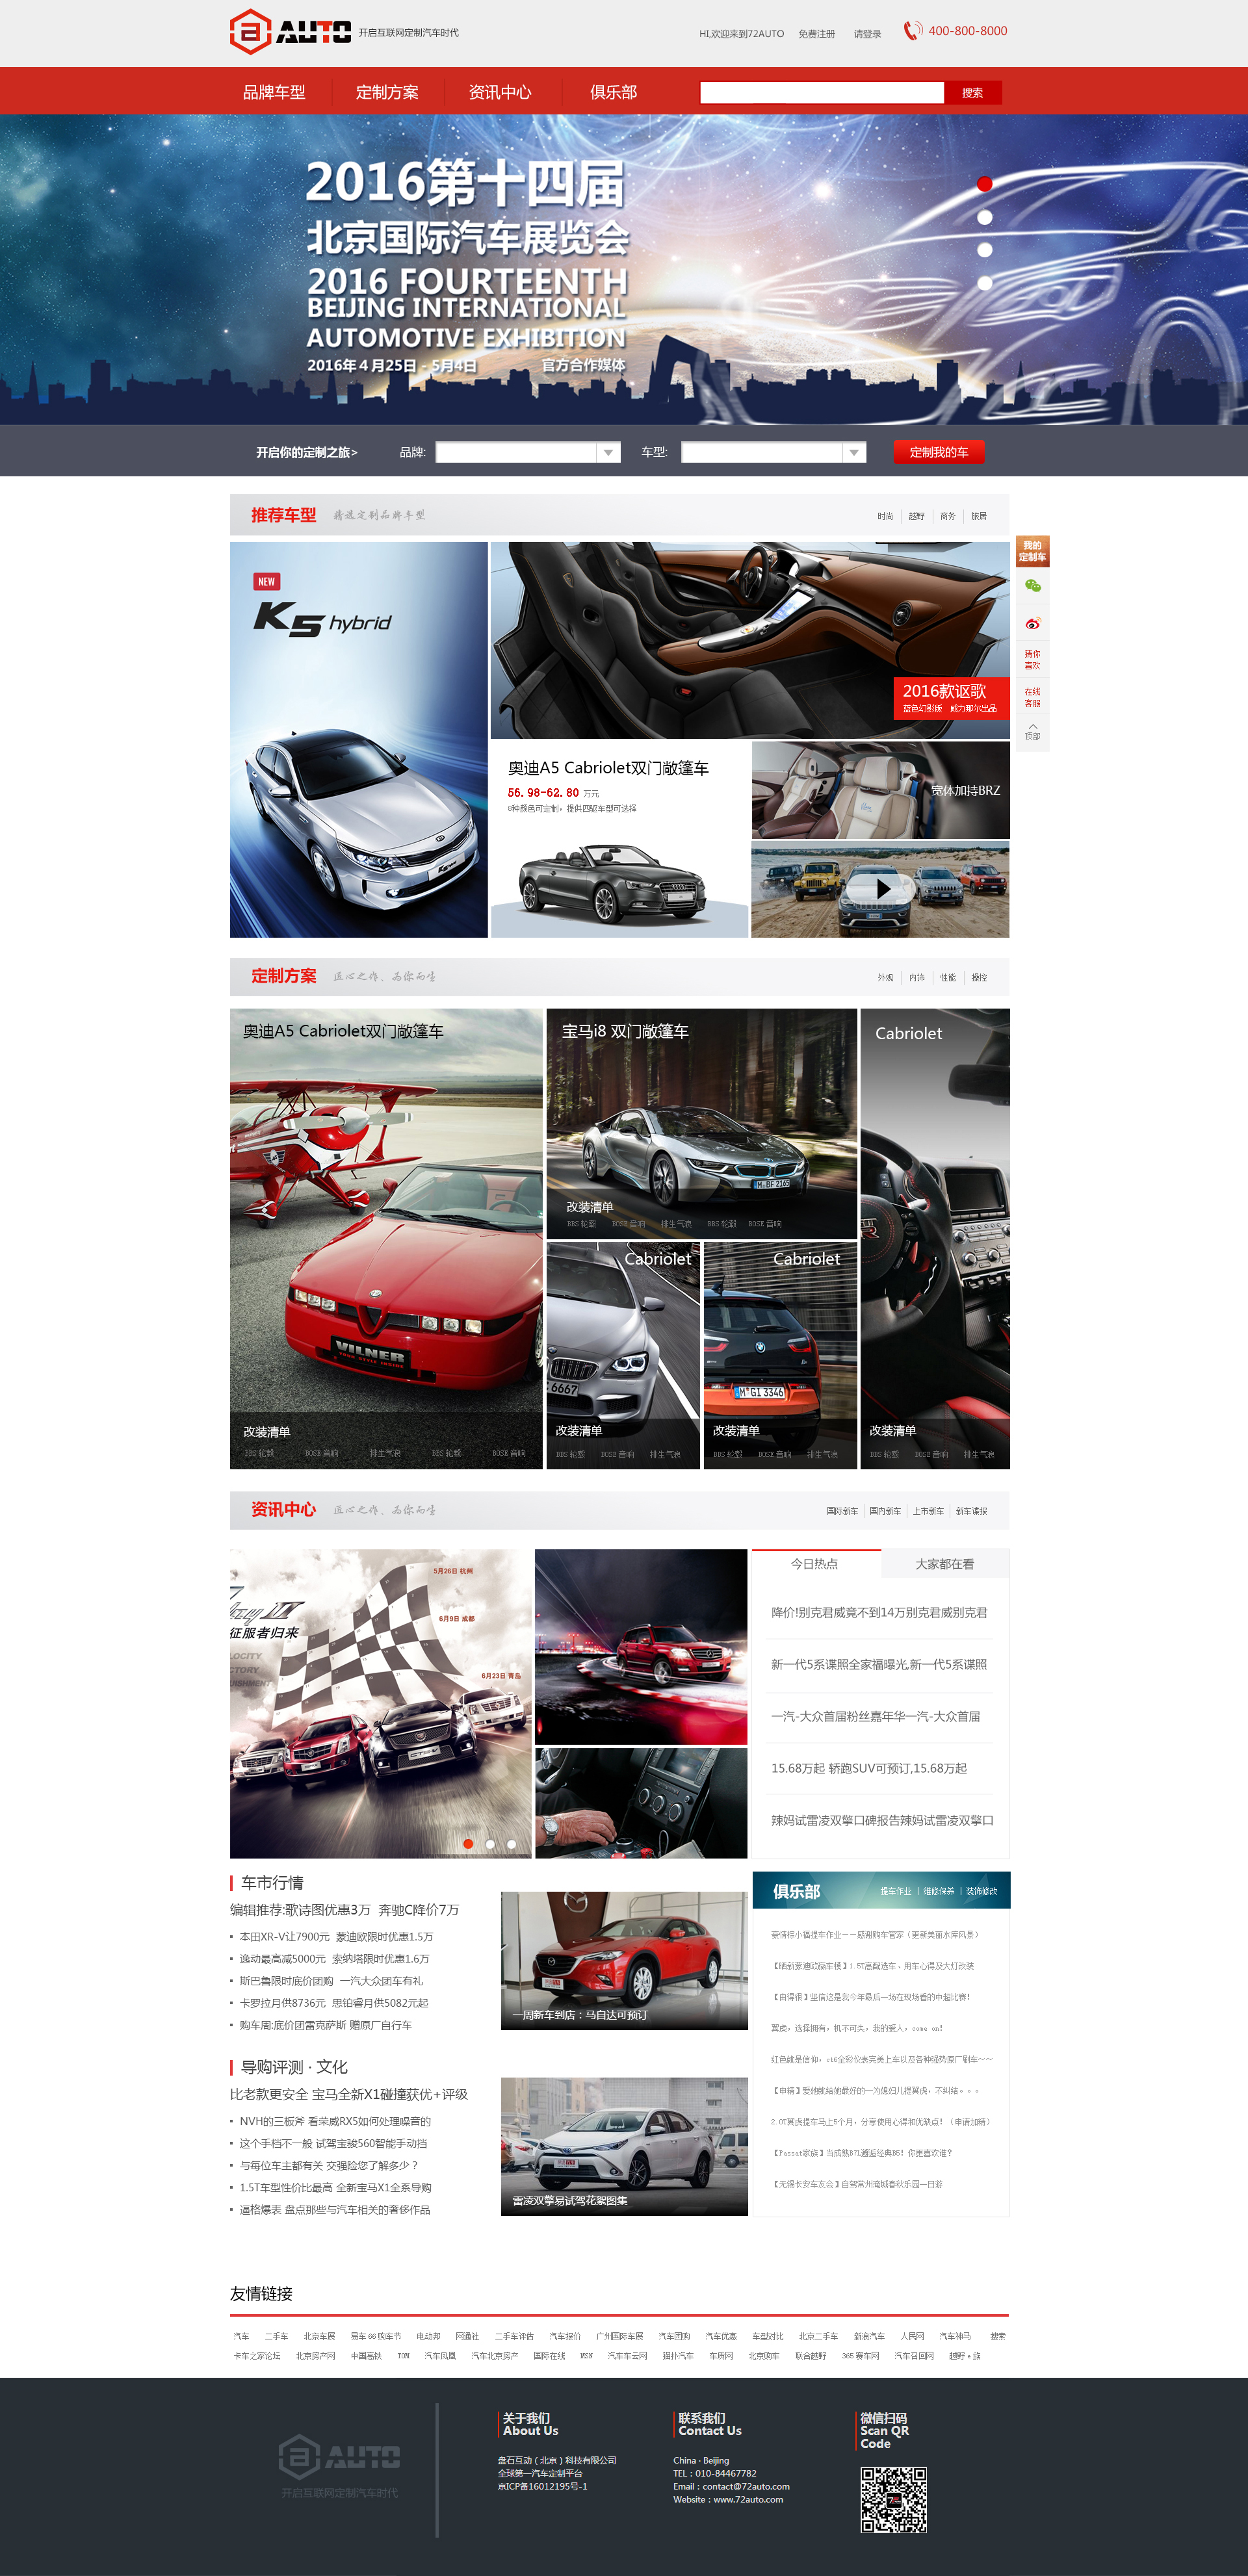 AUTO 开启互联网定制汽车时代
HI,欢迎来到72AUTO 免费注册 请登录 400-800-8000
品牌车型 定制方案 资讯中心 俱乐部 搜索
2016第十四届
北京国际汽车展览会
2016 FOURTEENTH
BEIJING INTERNATIONAL
AUTOMOTIVE EXHIBITION
2016年4月25日 - 5月4日 官方合作媒体
开启你的定制之旅> 品牌: 车型: 定制我的车
推荐车型 精选定制品牌车型 时尚 越野 商务 旅居
我的
定制车
猜你
喜欢
在线
客服
顶部
NEW
K5 hybrid
2016款讴歌
蓝色幻影版 威力那尔出品
奥迪A5 Cabriolet双门敞篷车
56.98-62.80 万元
8种颜色可定制，提供四驱车型可选择
宽体加持BRZ
定制方案 匠心之作、为你而生 外观 内饰 性能 操控
奥迪A5 Cabriolet双门敞篷车
VILNER
改装清单
BBS 轮毂 BOSE 音响 排生气浪 BBS 轮毂 BOSE 音响
宝马i8 双门敞篷车
M·BF 2165
改装清单
BBS 轮毂 BOSE 音响 排生气浪 BBS 轮毂 BOSE 音响
Cabriolet
6667
改装清单
BBS 轮毂 BOSE 音响 排生气浪
Cabriolet
M·GI 3346
改装清单
BBS 轮毂 BOSE 音响 排生气浪
Cabriolet
改装清单
BBS 轮毂 BOSE 音响 排生气浪
资讯中心 匠心之作、为你而生 国际新车 国内新车 上市新车 新车谍报
5月26日 杭州
6月9日 成都
6月23日 青岛
征服者归来
今日热点 大家都在看
降价!别克君威竟不到14万别克君威别克君
新一代5系谍照全家福曝光,新一代5系谍照
一汽-大众首届粉丝嘉年华一汽-大众首届
15.68万起 轿跑SUV可预订,15.68万起
辣妈试雷凌双擎口碑报告辣妈试雷凌双擎口
车市行情
编辑推荐:歌诗图优惠3万 奔驰C降价7万
本田XR-V让7900元 蒙迪欧限时优惠1.5万
逸动最高减5000元 索纳塔限时优惠1.6万
斯巴鲁限时底价团购 一汽大众团车有礼
卡罗拉月供8736元 思铂睿月供5082元起
购车周:底价团雷克萨斯 赠原厂自行车
一周新车到店：马自达可预订
导购评测 · 文化
比老款更安全 宝马全新X1碰撞获优+评级
NVH的三板斧 看荣威RX5如何处理噪音的
这个手档不一般 试驾宝骏560智能手动挡
与每位车主都有关 交强险您了解多少？
1.5T车型性价比最高 全新宝马X1全系导购
逼格爆表 盘点那些与汽车相关的奢侈作品
雷凌双擎易试驾花絮图集
俱乐部 提车作业 | 维修保养 | 装饰修改
豪情棕小福提车作业——感谢购车管家（更新美丽水库风景）
【晒新蒙迪欧赢车模】1.5T高配选车、用车心得及大灯改装
【由得很】坚信这是我今年最后一场在现场看的中超比赛！
翼虎，选择拥有，机不可失，我的爱人，come on!
红色就是信仰，ct6全彩仪表完美上车以及各种强势原厂刷车~~
【申精】爱她就给她最好的一为媳妇儿提翼虎，不纠结。。。
2.0T翼虎提车马上5个月，分享使用心得和优缺点！（申请加精）
【Passat家族】当成熟B7L邂逅经典B5！你更喜欢谁？
【无锡长安车友会】自驾常州淹城春秋乐园一日游
友情链接
汽车 二手车 北京车展 易车 66 购车节 电动邦 网通社 二手车评估 汽车报价 广州国际车展 汽车团购 汽车优惠 车型对比 北京二手车 新浪汽车 人民网 汽车神马 搜索
卡车之家论坛 北京房产网 中国高铁 TOM 汽车凤凰 汽车北京房产 国际在线 MSN 汽车车云网 猫扑汽车 车质网 北京购车 联合越野 365 赛车网 汽车召回网 越野 e 族
AUTO
开启互联网定制汽车时代
关于我们
About Us
盘石互动（北京）科技有限公司
全球第一汽车定制平台
京ICP备16012195号-1
联系我们
Contact Us
China - Beijing
TEL：010-84467782
Email：contact@72auto.com
Website：www.72auto.com
微信扫码
Scan QR
Code